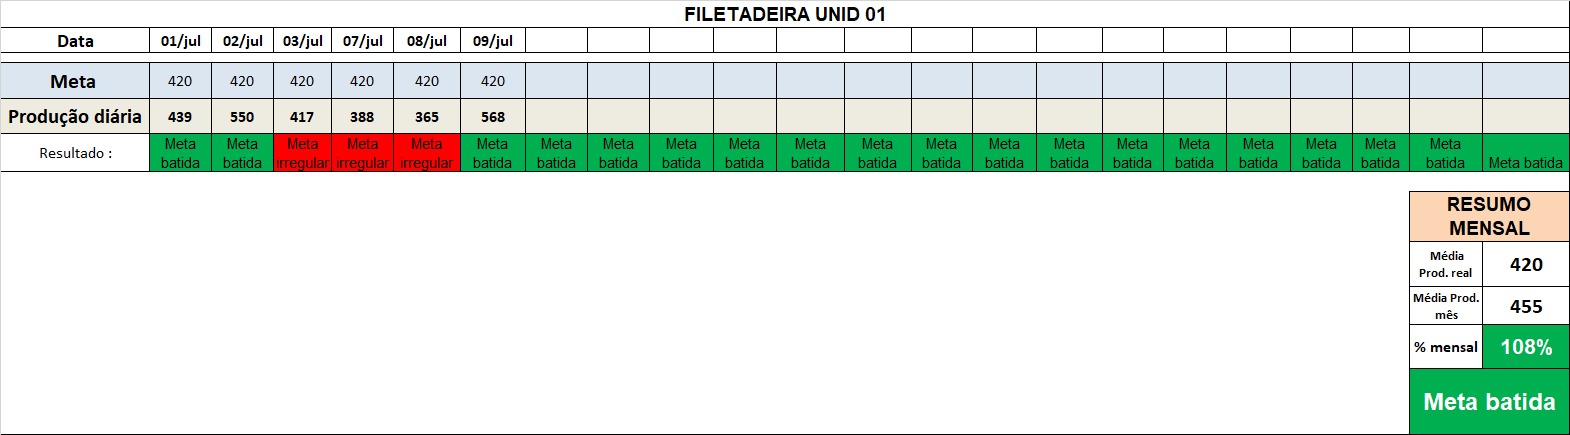 FILETADEIRA UNID 01
Data 01/jul 02/jul 03/jul 07/jul 08/jul 09/jul
Meta 420 420 420 420 420 420
Produção diária 439 550 417 388 365 568
Resultado : Meta batida Meta batida Meta irregular Meta irregular Meta irregular Meta batida Meta batida Meta batida Meta batida Meta batida Meta batida Meta batida Meta batida Meta batida Meta batida Meta batida Meta batida Meta batida Meta batida Meta batida Meta batida
RESUMO
MENSAL
Média
Prod. real 420
Média Prod.
mês 455
% mensal 108%
Meta batida